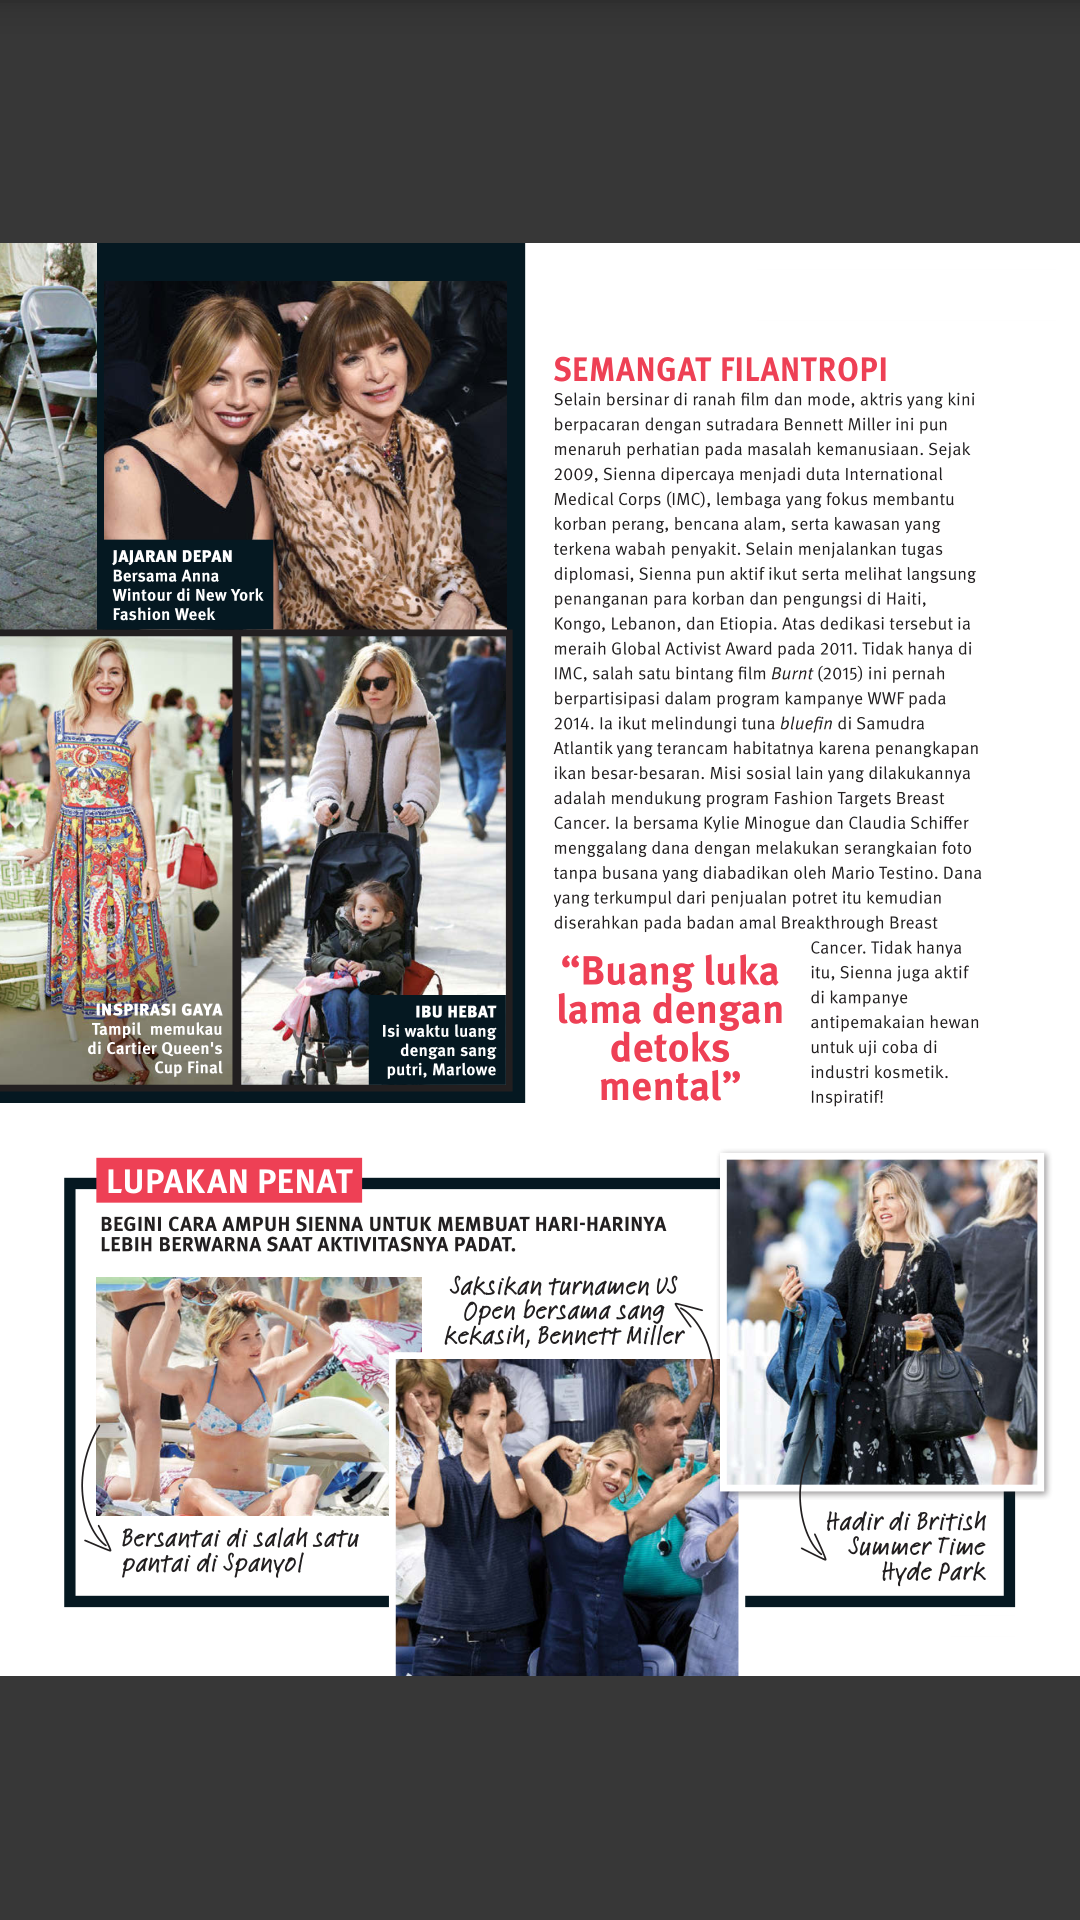 JAJARAN DEPAN
Bersama Anna
Wintour di New York
Fashion Week
INSPIRASI GAYA
Tampil memukau
di Cartier Queen's
Cup Final
IBU HEBAT
Isi waktu luang
dengan sang
putri, Marlowe
SEMANGAT FILANTROPI
Selain bersinar di ranah film dan mode, aktris yang kini
berpacaran dengan sutradara Bennett Miller ini pun
menaruh perhatian pada masalah kemanusiaan. Sejak
2009, Sienna dipercaya menjadi duta International
Medical Corps (IMC), lembaga yang fokus membantu
korban perang, bencana alam, serta kawasan yang
terkena wabah penyakit. Selain menjalankan tugas
diplomasi, Sienna pun aktif ikut serta melihat langsung
penanganan para korban dan pengungsi di Haiti,
Kongo, Lebanon, dan Etiopia. Atas dedikasi tersebut ia
meraih Global Activist Award pada 2011. Tidak hanya di
IMC, salah satu bintang film Burnt (2015) ini pernah
berpartisipasi dalam program kampanye WWF pada
2014. Ia ikut melindungi tuna bluefin di Samudra
Atlantik yang terancam habitatnya karena penangkapan
ikan besar-besaran. Misi sosial lain yang dilakukannya
adalah mendukung program Fashion Targets Breast
Cancer. Ia bersama Kylie Minogue dan Claudia Schiffer
menggalang dana dengan melakukan serangkaian foto
tanpa busana yang diabadikan oleh Mario Testino. Dana
yang terkumpul dari penjualan potret itu kemudian
diserahkan pada badan amal Breakthrough Breast
Cancer. Tidak hanya
itu, Sienna juga aktif
di kampanye
antipemakaian hewan
untuk uji coba di
industri kosmetik.
Inspiratif!
“Buang luka
lama dengan
detoks
mental”
LUPAKAN PENAT
BEGINI CARA AMPUH SIENNA UNTUK MEMBUAT HARI-HARINYA
LEBIH BERWARNA SAAT AKTIVITASNYA PADAT.
Saksikan turnamen US
Open bersama sang
kekasih, Bennett Miller
Bersantai di salah satu
pantai di Spanyol
Hadir di British
Summer Time
Hyde Park